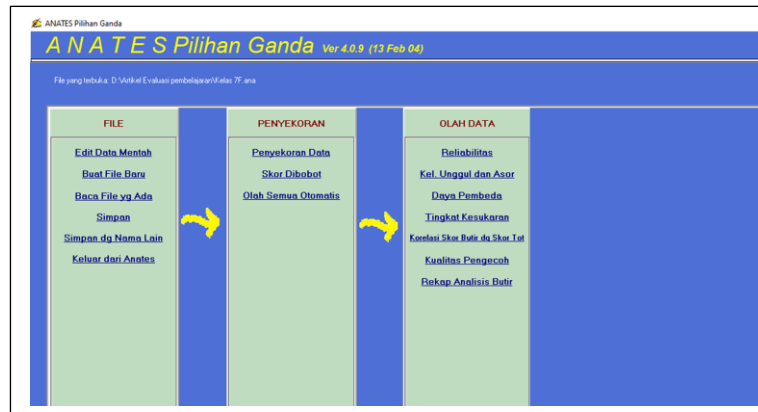 ANATES Pilihan Ganda
A N A T E S Pilihan Ganda Ver 4.0.9 (13 Feb 04)
File yang terbuka: D:\Artikel Evaluasi pembelajaran\Kelas 7F.ana
FILE
Edit Data Mentah
Buat File Baru
Baca File yg Ada
Simpan
Simpan dg Nama Lain
Keluar dari Anates
PENYEKORAN
Penyekoran Data
Skor Dibobot
Olah Semua Otomatis
OLAH DATA
Reliabilitas
Kel. Unggul dan Asor
Daya Pembeda
Tingkat Kesukaran
Korelasi Skor Butir dg Skor Tot
Kualitas Pengecoh
Rekap Analisis Butir